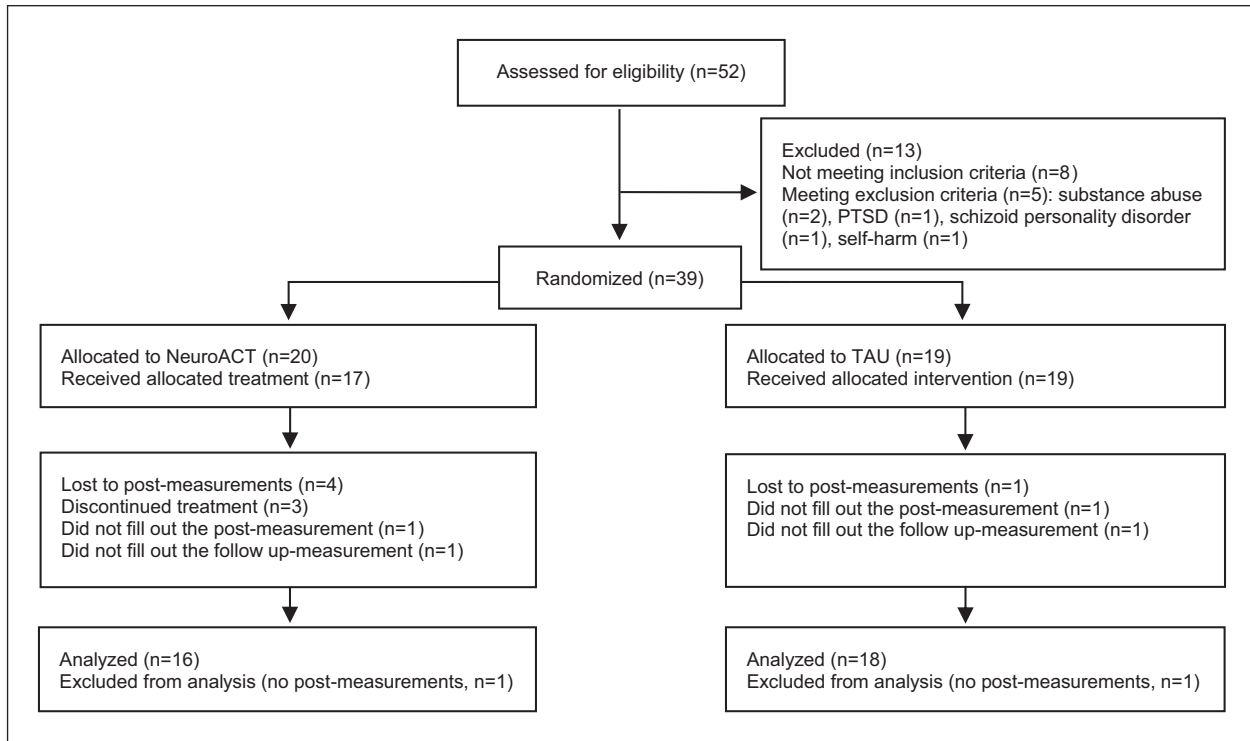 Assessed for eligibility (n=52)
Excluded (n=13)
Not meeting inclusion criteria (n=8)
Meeting exclusion criteria (n=5): substance abuse
(n=2), PTSD (n=1), schizoid personality disorder
(n=1), self-harm (n=1)
Randomized (n=39)
Allocated to NeuroACT (n=20)
Received allocated treatment (n=17)
Allocated to TAU (n=19)
Received allocated intervention (n=19)
Lost to post-measurements (n=4)
Discontinued treatment (n=3)
Did not fill out the post-measurement (n=1)
Did not fill out the follow up-measurement (n=1)
Lost to post-measurements (n=1)
Did not fill out the post-measurement (n=1)
Did not fill out the follow up-measurement (n=1)
Analyzed (n=16)
Excluded from analysis (no post-measurements, n=1)
Analyzed (n=18)
Excluded from analysis (no post-measurements, n=1)